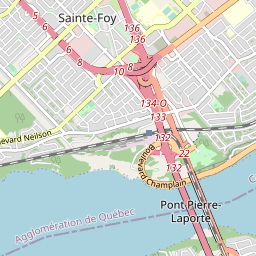 Sainte-Foy
136
136
5
6
8
10
8
6
134-O
133
evard Neilson
132
132
22
132
Boulevard Champlain
Pont Pierre-
Laporte
Agglomération de Québec